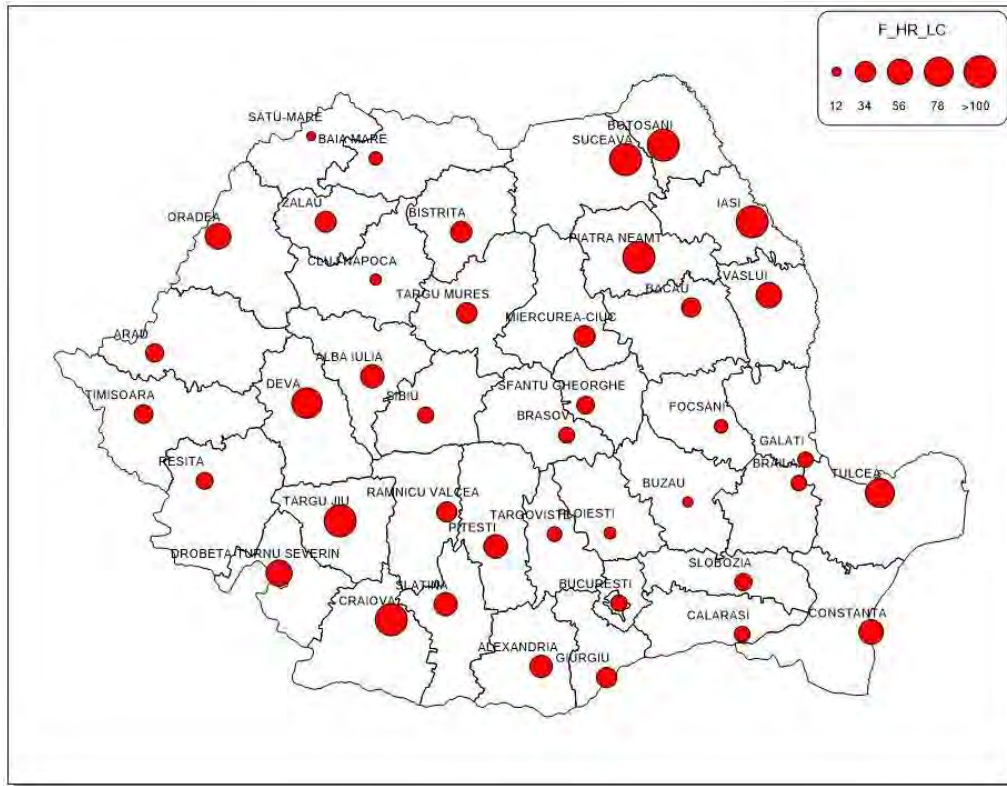 F_HR_LC
12 34 56 78 >100
SATU-MARE
BAIA MARE
BOTOSANI
SUCEAVA
ORADEA
ZALAU
BISTRITA
IASI
PIATRA NEAMT
CLUJ NAPOCA
VASLUI
BACAU
TARGU MURES
MIERCUREA-CIUC
ARAD
ALBA IULIA
DEVA
SFANTU GHEORGHE
TIMISOARA
SIBIU
BRASOV
FOCSANI
GALATI
RESITA
BRAILA
TULCEA
BUZAU
RAMNICU VALCEA
TARGU JIU
TARGOVISTE
PLOIESTI
PITESTI
DROBETA-TURNU SEVERIN
SLOBOZIA
BUCURESTI
SLATINA
CRAIOVA
CALARASI
CONSTANTA
ALEXANDRIA
GIURGIU